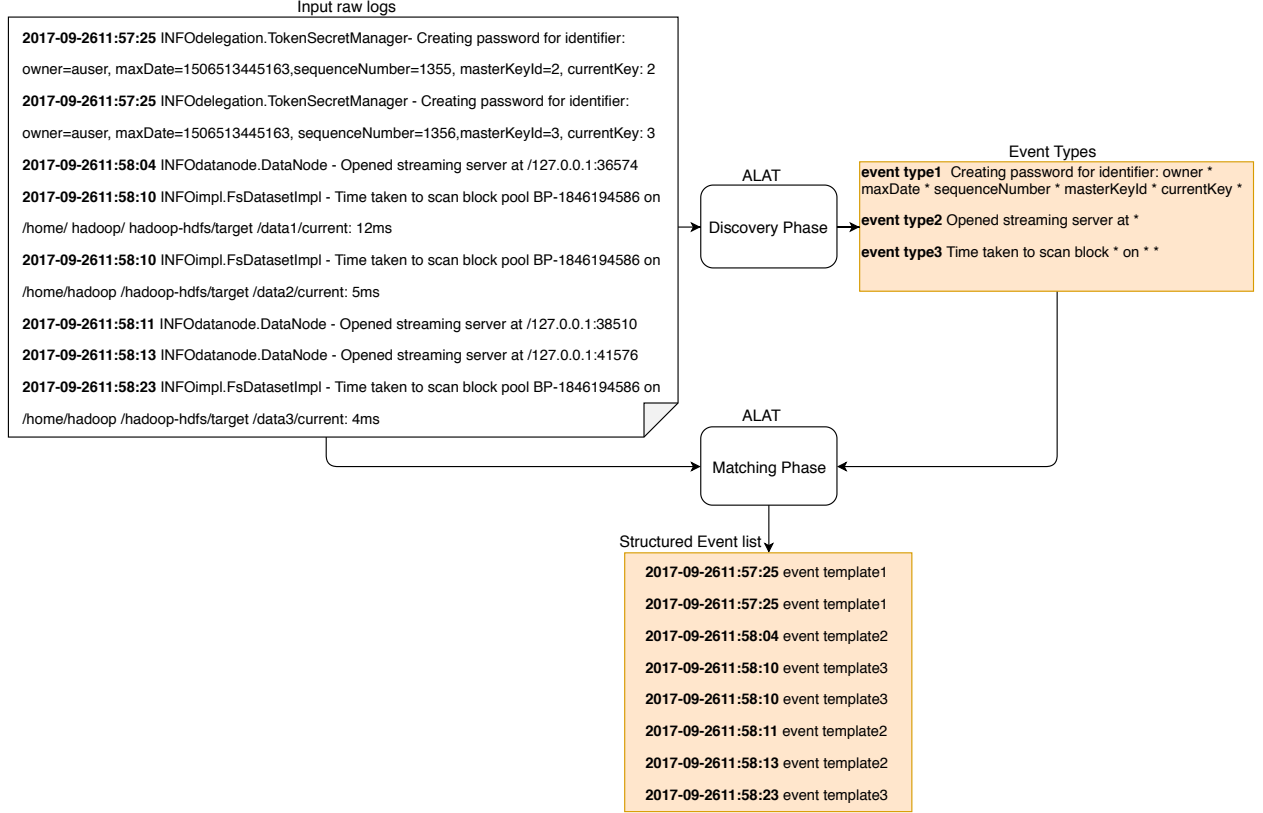 Input raw logs
2017-09-2611:57:25 INFOdelegation.TokenSecretManager- Creating password for identifier:
owner=auser, maxDate=1506513445163,sequenceNumber=1355, masterKeyId=2, currentKey: 2
2017-09-2611:57:25 INFOdelegation.TokenSecretManager - Creating password for identifier:
owner=auser, maxDate=1506513445163, sequenceNumber=1356,masterKeyId=3, currentKey: 3
2017-09-2611:58:04 INFOdatanode.DataNode - Opened streaming server at /127.0.0.1:36574
2017-09-2611:58:10 INFOimpl.FsDatasetImpl - Time taken to scan block pool BP-1846194586 on
/home/ hadoop/ hadoop-hdfs/target /data1/current: 12ms
2017-09-2611:58:10 INFOimpl.FsDatasetImpl - Time taken to scan block pool BP-1846194586 on
/home/hadoop /hadoop-hdfs/target /data2/current: 5ms
2017-09-2611:58:11 INFOdatanode.DataNode - Opened streaming server at /127.0.0.1:38510
2017-09-2611:58:13 INFOdatanode.DataNode - Opened streaming server at /127.0.0.1:41576
2017-09-2611:58:23 INFOimpl.FsDatasetImpl - Time taken to scan block pool BP-1846194586 on
/home/hadoop /hadoop-hdfs/target /data3/current: 4ms
ALAT
Discovery Phase
Event Types
event type1 Creating password for identifier: owner *
maxDate * sequenceNumber * masterKeyId * currentKey *
event type2 Opened streaming server at *
event type3 Time taken to scan block * on * *
ALAT
Matching Phase
Structured Event list
2017-09-2611:57:25 event template1
2017-09-2611:57:25 event template1
2017-09-2611:58:04 event template2
2017-09-2611:58:10 event template3
2017-09-2611:58:10 event template3
2017-09-2611:58:11 event template2
2017-09-2611:58:13 event template2
2017-09-2611:58:23 event template3